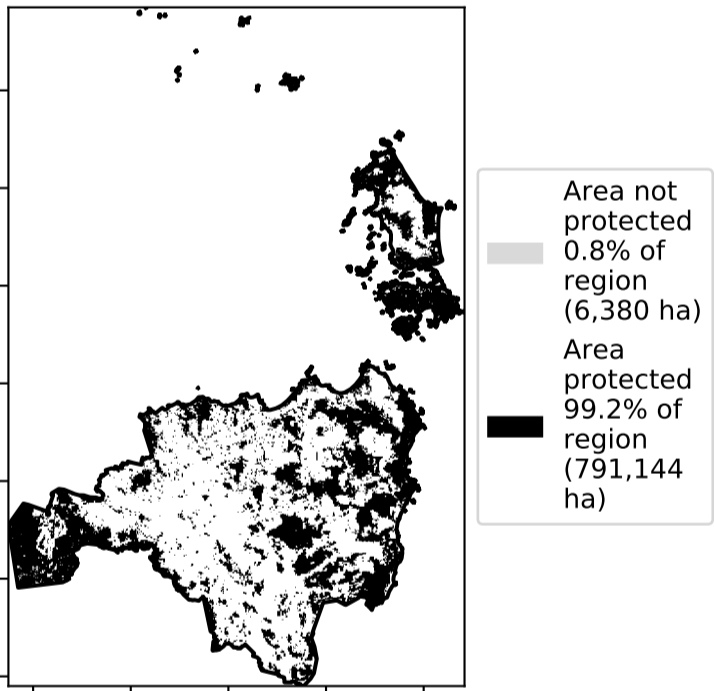 Area not
protected
0.8% of
region
(6,380 ha)
Area
protected
99.2% of
region
(791,144
ha)